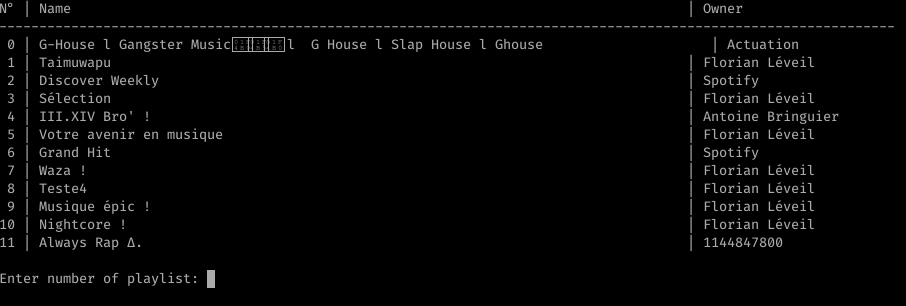 N° | Name | Owner
0 | G-House l Gangster Music l  G House l Slap House l Ghouse | Actuation
1 | Taimuwapu | Florian Léveil
2 | Discover Weekly | Spotify
3 | Sélection | Florian Léveil
4 | III.XIV Bro' ! | Antoine Bringuier
5 | Votre avenir en musique | Florian Léveil
6 | Grand Hit | Spotify
7 | Waza ! | Florian Léveil
8 | Teste4 | Florian Léveil
9 | Musique épic ! | Florian Léveil
10 | Nightcore ! | Florian Léveil
11 | Always Rap Δ. | 1144847800
Enter number of playlist: